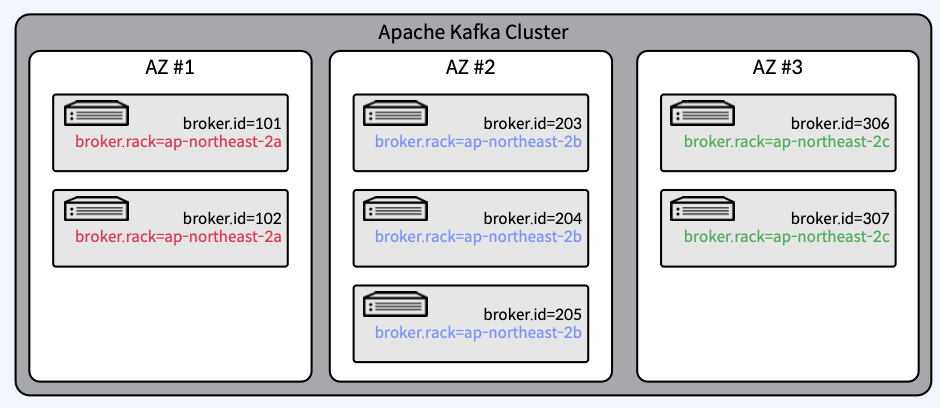 Apache Kafka Cluster
AZ #1
broker.id=101
broker.rack=ap-northeast-2a
broker.id=102
broker.rack=ap-northeast-2a
AZ #2
broker.id=203
broker.rack=ap-northeast-2b
broker.id=204
broker.rack=ap-northeast-2b
broker.id=205
broker.rack=ap-northeast-2b
AZ #3
broker.id=306
broker.rack=ap-northeast-2c
broker.id=307
broker.rack=ap-northeast-2c